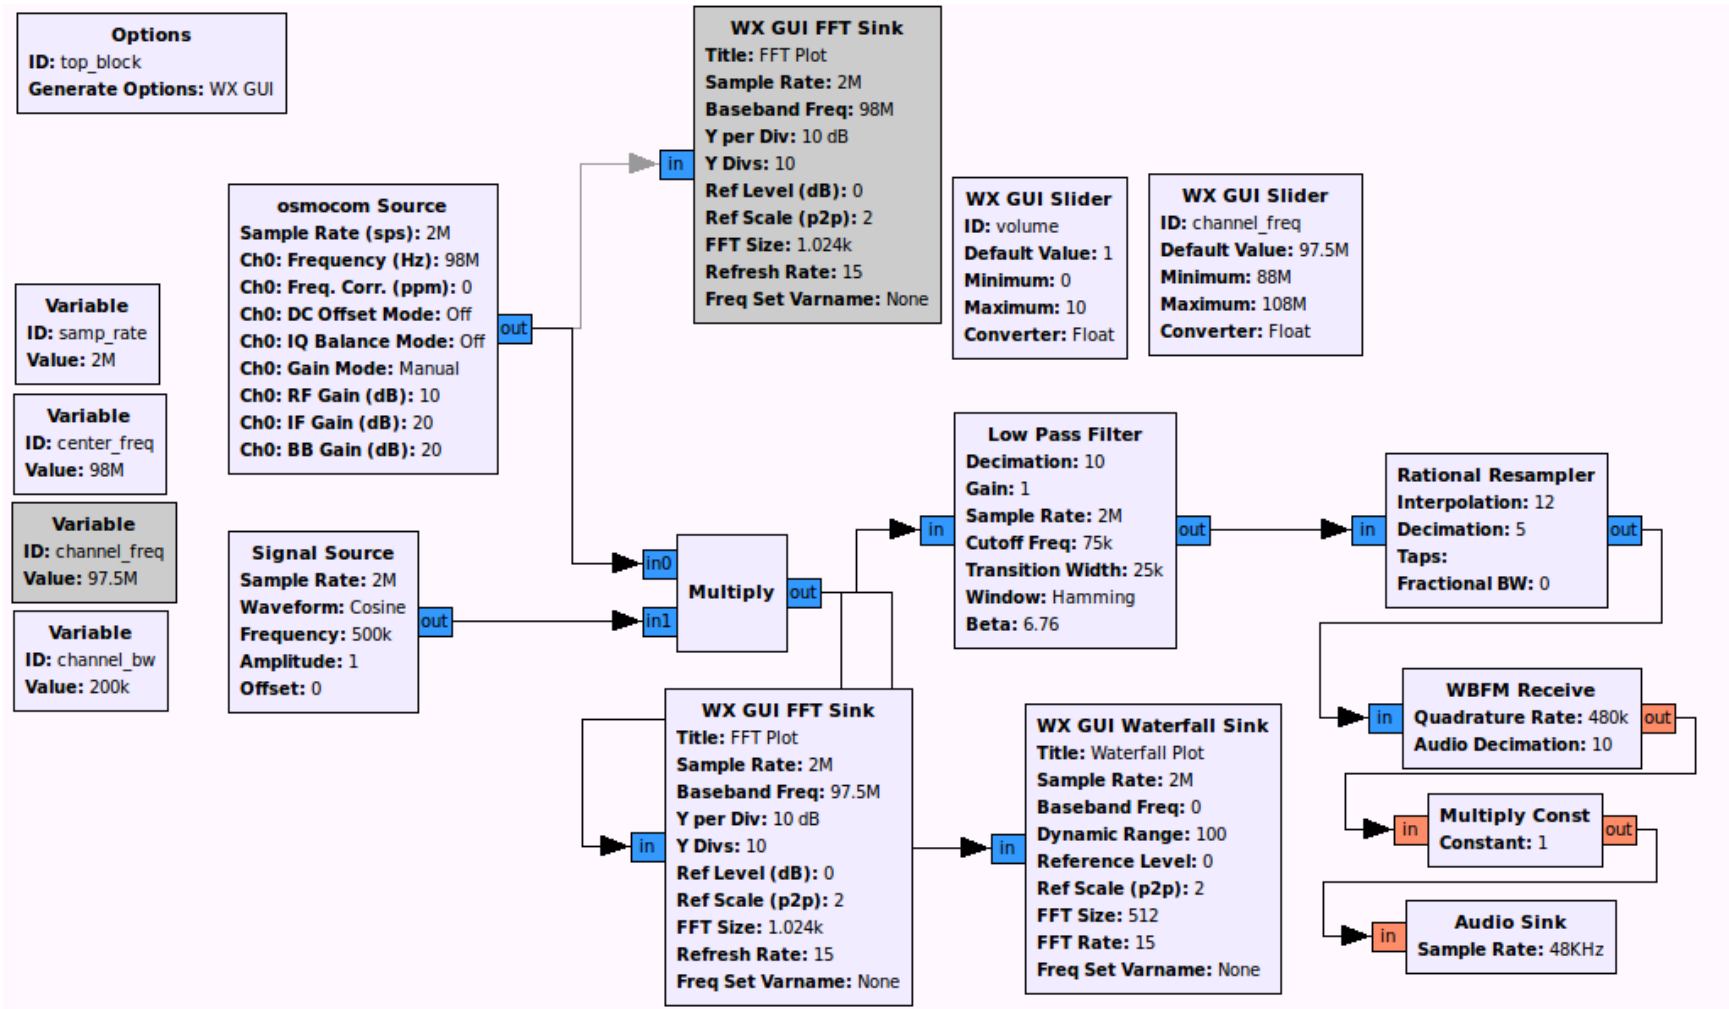 Options
ID: top_block
Generate Options: WX GUI
WX GUI FFT Sink
Title: FFT Plot
Sample Rate: 2M
Baseband Freq: 98M
Y per Div: 10 dB
Y Divs: 10
Ref Level (dB): 0
Ref Scale (p2p): 2
FFT Size: 1.024k
Refresh Rate: 15
Freq Set Varname: None
in
osmocom Source
Sample Rate (sps): 2M
Ch0: Frequency (Hz): 98M
Ch0: Freq. Corr. (ppm): 0
Ch0: DC Offset Mode: Off
Ch0: IQ Balance Mode: Off
Ch0: Gain Mode: Manual
Ch0: RF Gain (dB): 10
Ch0: IF Gain (dB): 20
Ch0: BB Gain (dB): 20
out
WX GUI Slider
ID: volume
Default Value: 1
Minimum: 0
Maximum: 10
Converter: Float
WX GUI Slider
ID: channel_freq
Default Value: 97.5M
Minimum: 88M
Maximum: 108M
Converter: Float
Variable
ID: samp_rate
Value: 2M
Variable
ID: center_freq
Value: 98M
Variable
ID: channel_freq
Value: 97.5M
Variable
ID: channel_bw
Value: 200k
Signal Source
Sample Rate: 2M
Waveform: Cosine
Frequency: 500k
Amplitude: 1
Offset: 0
out
in0
in1
Multiply
out
in
Low Pass Filter
Decimation: 10
Gain: 1
Sample Rate: 2M
Cutoff Freq: 75k
Transition Width: 25k
Window: Hamming
Beta: 6.76
out
in
Rational Resampler
Interpolation: 12
Decimation: 5
Taps:
Fractional BW: 0
out
in
WX GUI FFT Sink
Title: FFT Plot
Sample Rate: 2M
Baseband Freq: 97.5M
Y per Div: 10 dB
Y Divs: 10
Ref Level (dB): 0
Ref Scale (p2p): 2
FFT Size: 1.024k
Refresh Rate: 15
Freq Set Varname: None
in
WX GUI Waterfall Sink
Title: Waterfall Plot
Sample Rate: 2M
Baseband Freq: 0
Dynamic Range: 100
Reference Level: 0
Ref Scale (p2p): 2
FFT Size: 512
FFT Rate: 15
Freq Set Varname: None
in
WBFM Receive
Quadrature Rate: 480k
Audio Decimation: 10
out
in
Multiply Const
Constant: 1
out
in
Audio Sink
Sample Rate: 48KHz